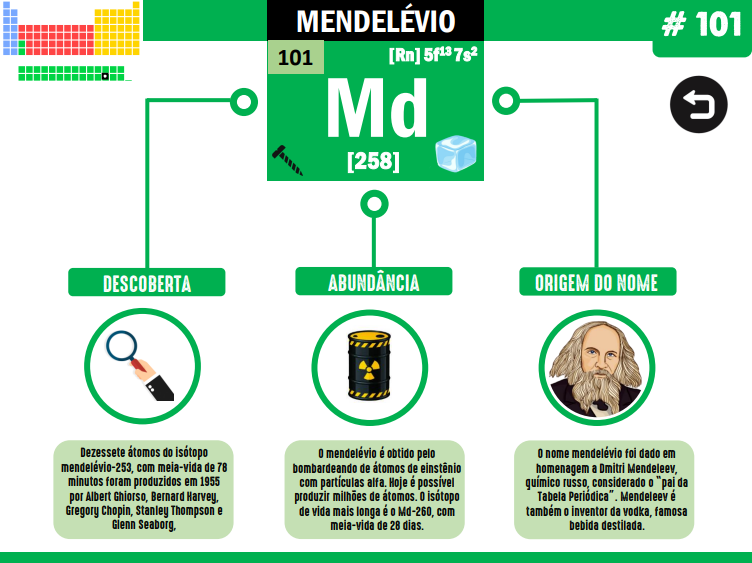 MENDELÉVIO
# 101
101
[Rn] 5f¹³ 7s²
Md
[258]
DESCOBERTA
ABUNDÂNCIA
ORIGEM DO NOME
Dezessete átomos do isótopo
mendelévio-253, com meia-vida de 78
minutos foram produzidos em 1955
por Albert Ghiorso, Bernard Harvey,
Gregory Chopin, Stanley Thompson e
Glenn Seaborg,
O mendelévio é obtido pelo
bombardeando de átomos de einstênio
com partículas alfa. Hoje é possível
produzir milhões de átomos. O isótopo
de vida mais longa é o Md-260, com
meia-vida de 28 dias.
O nome mendelévio foi dado em
homenagem a Dmitri Mendeleev,
químico russo, considerado o "pai da
Tabela Periódica". Mendeleev é
também o inventor da vodka, famosa
bebida destilada.